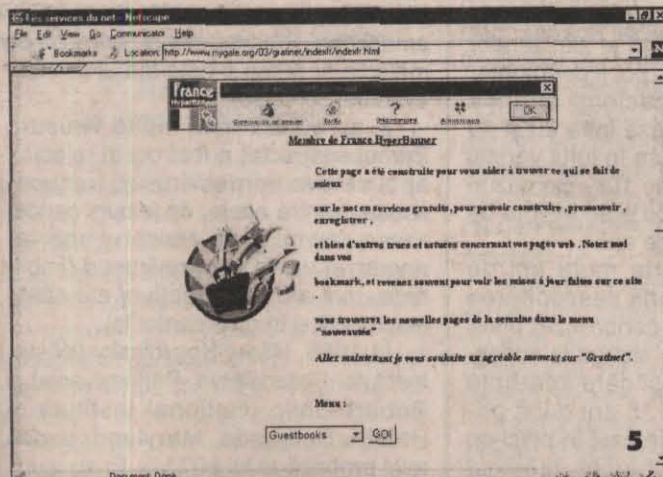 Les services du net - Netscape
File Edit View Go Communicator Help
Bookmarks Location: http://www.mygale.org/03/gratinet/indexfr/indexfr.html
France
HyperBanner
OK
Membre de France HyperBanner
Cette page a été construite pour vous aider à trouver ce qui se fait de
mieux
sur le net en services gratuits, pour pouvoir construire, promouvoir,
enregistrer,
et bien d'autres trucs et astuces concernant vos pages web. Notez moi
dans vos
bookmark, et revenez souvent pour voir les mises à jour faites sur ce site
vous trouverez les nouvelles pages de la semaine dans le menu
"nouveautés"
Allez maintenant je vous souhaite un agréable moment sur "Gratinet".
Menu :
Guestbooks GO!
5
Document: Done